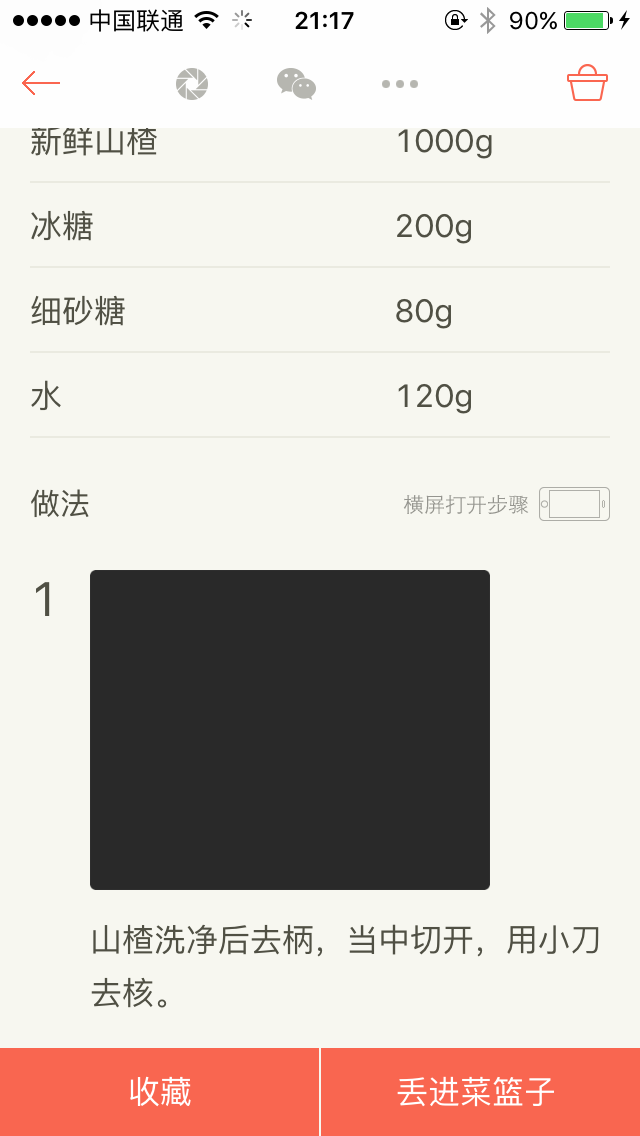 中国联通 21:17 90%
新鲜山楂 1000g
冰糖 200g
细砂糖 80g
水 120g
做法 横屏打开步骤
1
山楂洗净后去柄，当中切开，用小刀
去核。
收藏 丢进菜篮子